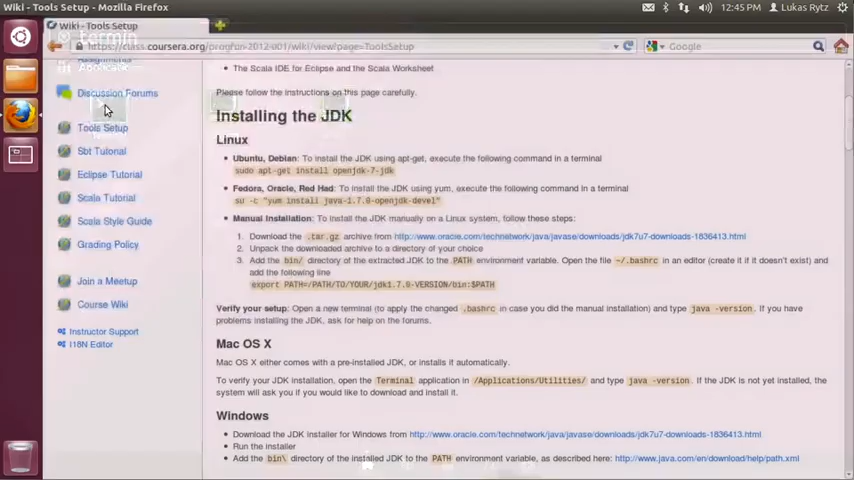 Wiki - Tools Setup - Mozilla Firefox
12:45 PM
Lukas Rytz
Wiki - Tools Setup
termin
https://class.coursera.org/progfun-2012-001/wiki/view?page=ToolsSetup
Google
Assignments
Discussion Forums
Tools Setup
Sbt Tutorial
Eclipse Tutorial
Scala Tutorial
Scala Style Guide
Grading Policy
Join a Meetup
Course Wiki
Instructor Support
I18N Editor
• The Scala IDE for Eclipse and the Scala Worksheet
Please follow the instructions on this page carefully.
Installing the JDK
Linux
• Ubuntu, Debian: To install the JDK using apt-get, execute the following command in a terminal
sudo apt-get install openjdk-7-jdk
• Fedora, Oracle, Red Had: To install the JDK using yum, execute the following command in a terminal
su -c "yum install java-1.7.0-openjdk-devel"
• Manual Installation: To install the JDK manually on a Linux system, follow these steps:
1. Download the .tar.gz archive from http://www.oracle.com/technetwork/java/javase/downloads/jdk7u7-downloads-1836413.html
2. Unpack the downloaded archive to a directory of your choice
3. Add the bin/ directory of the extracted JDK to the PATH environment variable. Open the file ~/.bashrc in an editor (create it if it doesn't exist) and
add the following line
export PATH=/PATH/TO/YOUR/jdk1.7.0-VERSION/bin:$PATH
Verify your setup: Open a new terminal (to apply the changed .bashrc in case you did the manual installation) and type java -version. If you have
problems installing the JDK, ask for help on the forums.
Mac OS X
Mac OS X either comes with a pre-installed JDK, or installs it automatically.
To verify your JDK installation, open the Terminal application in /Applications/Utilities/ and type java -version. If the JDK is not yet installed, the
system will ask you if you would like to download and install it.
Windows
• Download the JDK installer for Windows from http://www.oracle.com/technetwork/java/javase/downloads/jdk7u7-downloads-1836413.html
• Run the installer
• Add the bin\ directory of the installed JDK to the PATH environment variable, as described here: http://www.java.com/en/download/help/path.xml